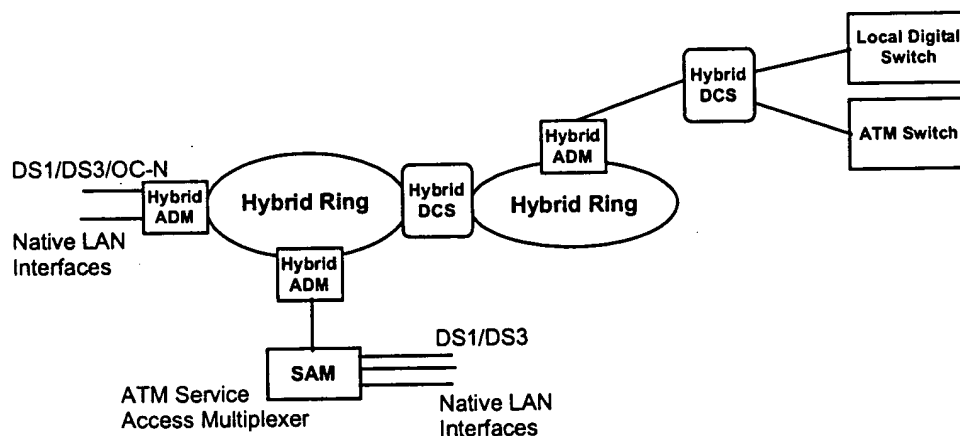 Local Digital
Switch
Hybrid
DCS
ATM Switch
Hybrid
ADM
DS1/DS3/OC-N
Hybrid
ADM
Native LAN
Interfaces
Hybrid Ring
Hybrid
DCS
Hybrid Ring
Hybrid
ADM
SAM
DS1/DS3
ATM Service
Access Multiplexer
Native LAN
Interfaces